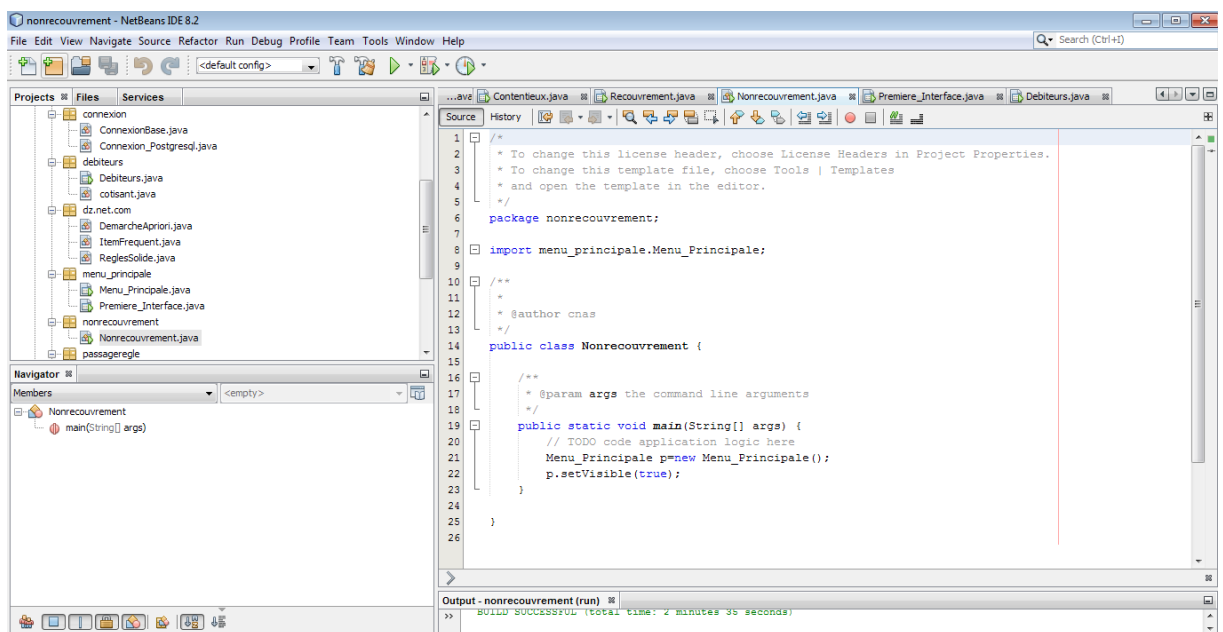 nonrecouvrement - NetBeans IDE 8.2
File Edit View Navigate Source Refactor Run Debug Profile Team Tools Window Help
Search (Ctrl+I)
<default config>
Projects Files Services
connexion
ConnexionBase.java
Connexion_Postgresql.java
debiteurs
Debiteurs.java
cotisant.java
dz.net.com
DemarcheApriori.java
ItemFrequent.java
ReglesSolide.java
menu_principale
Menu_Principale.java
Premiere_Interface.java
nonrecouvrement
Nonrecouvrement.java
passageregle
Navigator
Members <empty>
Nonrecouvrement
main(String[] args)
...ava Contentieux.java Recouvrement.java Nonrecouvrement.java Premiere_Interface.java Debiteurs.java
Source History
1 /*
2 * To change this license header, choose License Headers in Project Properties.
3 * To change this template file, choose Tools | Templates
4 * and open the template in the editor.
5 */
6 package nonrecouvrement;
7
8 import menu_principale.Menu_Principale;
9
10 /**
11 *
12 * @author cnas
13 */
14 public class Nonrecouvrement {
15
16 /**
17 * @param args the command line arguments
18 */
19 public static void main(String[] args) {
20 // TODO code application logic here
21 Menu_Principale p=new Menu_Principale();
22 p.setVisible(true);
23 }
24
25 }
26
Output - nonrecouvrement (run)
BUILD SUCCESSFUL (total time: 2 minutes 35 seconds)